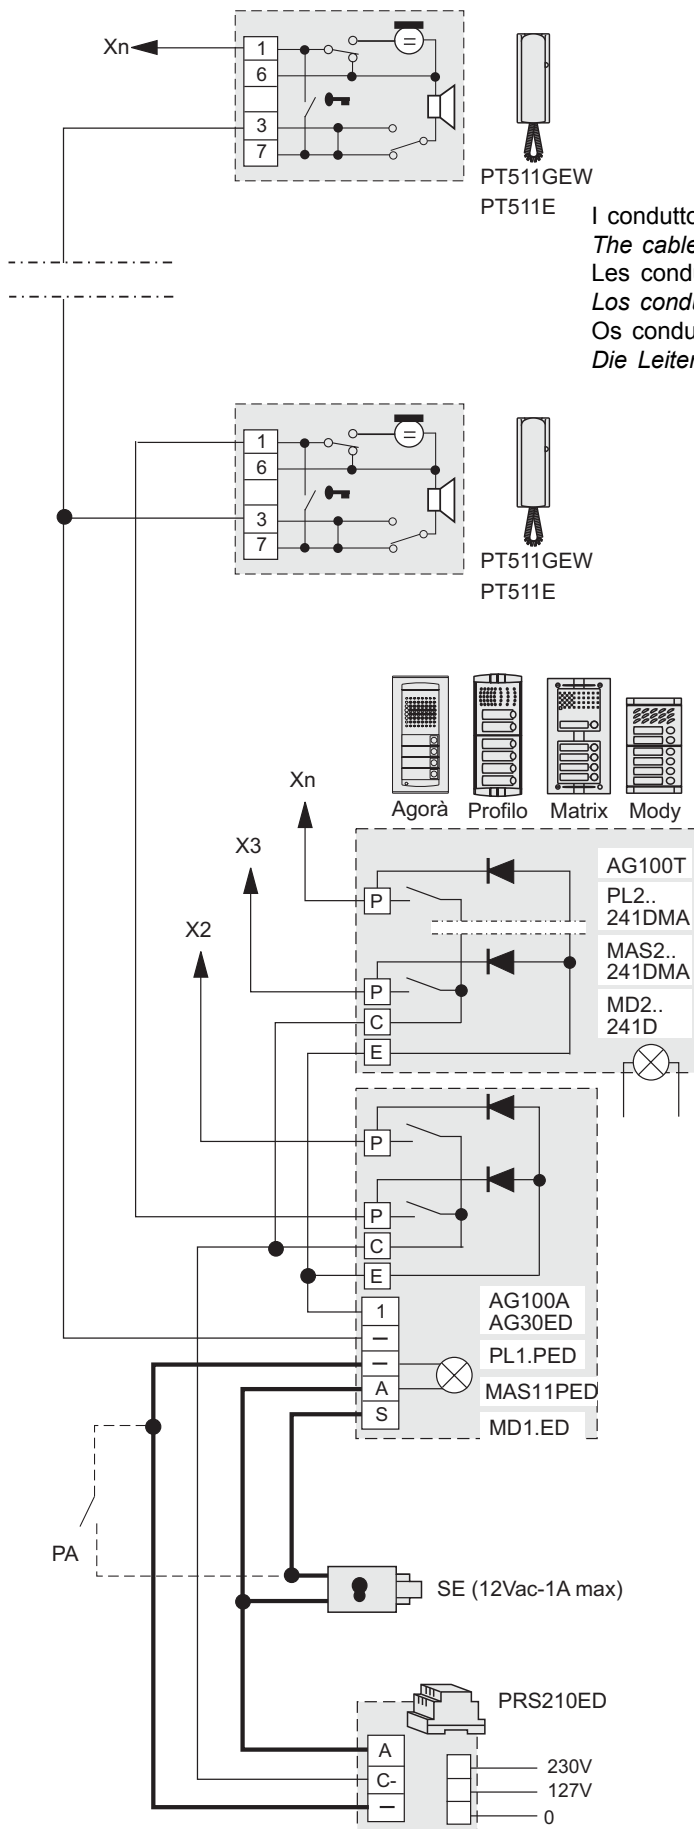 Xn
1
6
3
7
PT511GEW
PT511E
I condutto
The cable
Les condu
Los condu
Os condu
Die Leiter
1
6
3
7
PT511GEW
PT511E
Agorà Profilo Matrix Mody
Xn
X3
X2
P
P
C
E
AG100T
PL2..
241DMA
MAS2..
241DMA
MD2..
241D
P
P
C
E
1
—
—
A
S
AG100A
AG30ED
PL1.PED
MAS11PED
MD1.ED
PA
SE (12Vac-1A max)
PRS210ED
A
C-
—
230V
127V
0